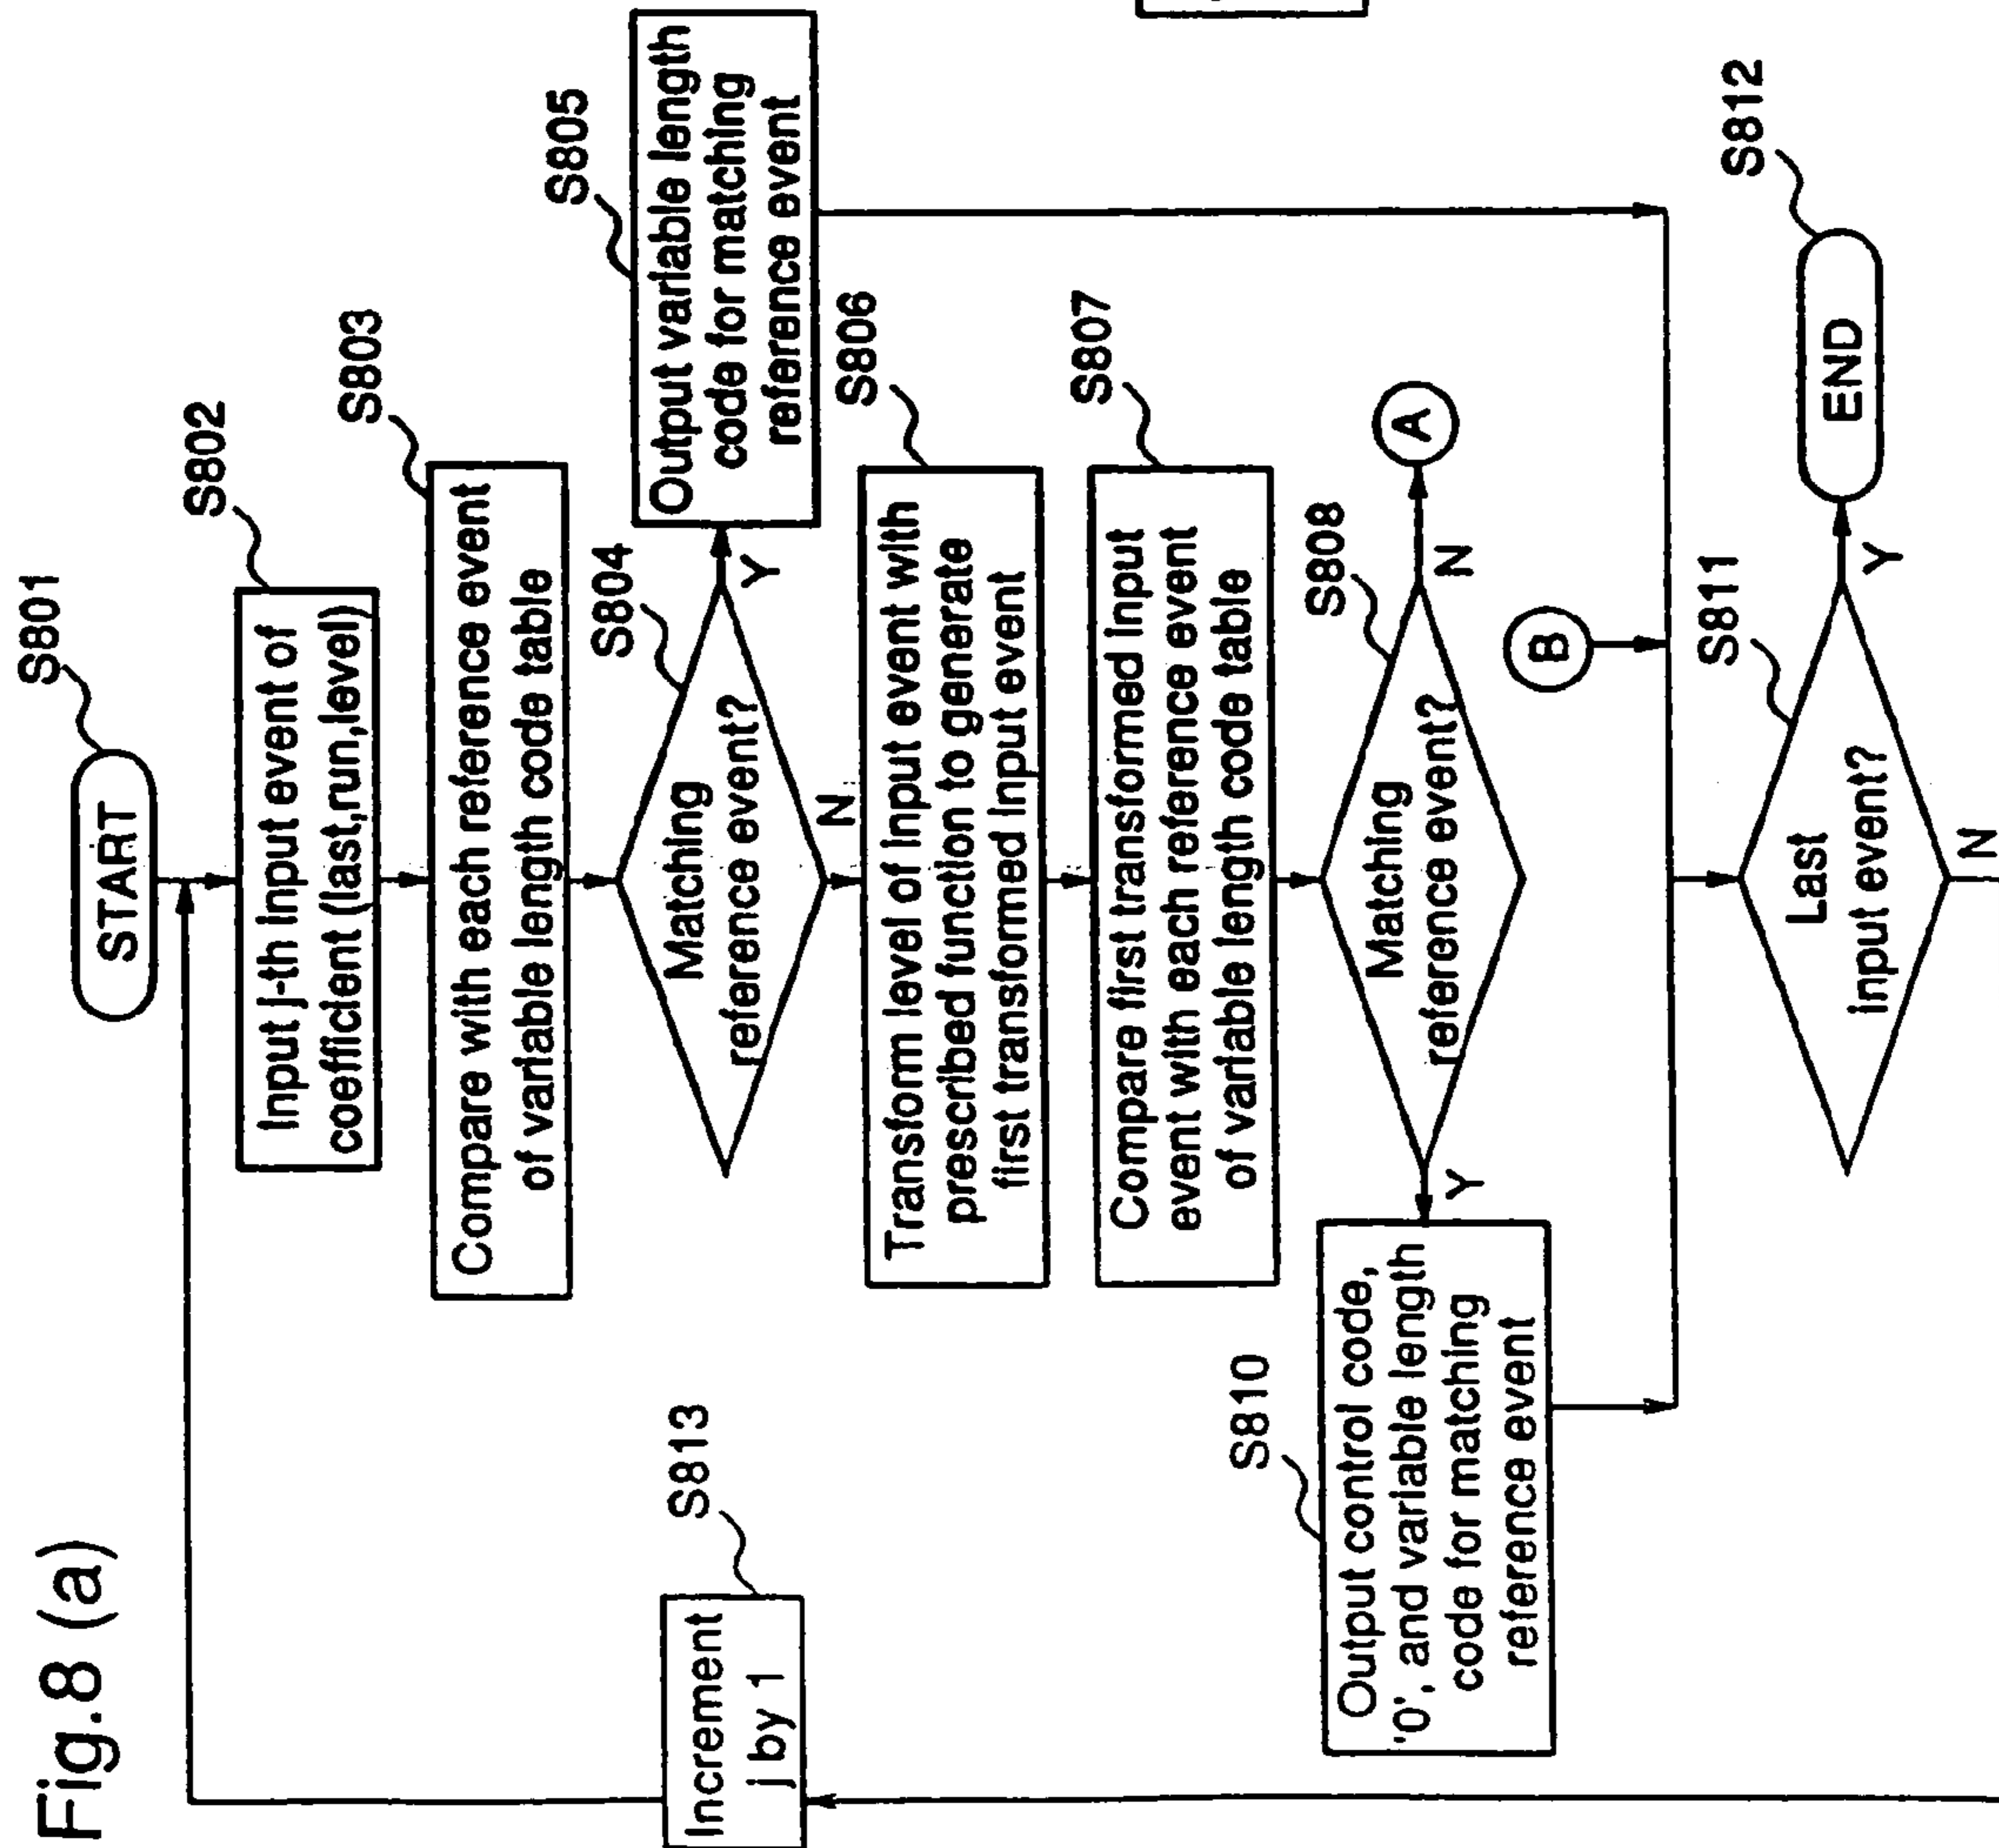 Fig.8 (a)
S801
START
S802
Input j-th input event of
coefficient (last,run,level)
S803
Compare with each reference event
of variable length code table
S804
Matching
reference event?
Y
S805
Output variable length
code for matching
reference event
N
S806
Transform level of input event with
prescribed function to generate
first transformed input event
S807
Compare first transformed input
event with each reference event
of variable length code table
S808
Matching
reference event?
N
A
Y
S810
Output control code,
'0', and variable length
code for matching
reference event
B
S811
Last
input event?
Y
S812
END
N
S813
Increment
j by 1